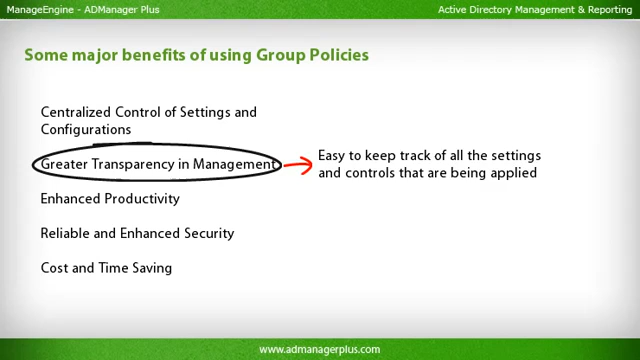 ManageEngine - ADManager Plus
Active Directory Management & Reporting
Some major benefits of using Group Policies
Centralized Control of Settings and
Configurations
Greater Transparency in Management
Easy to keep track of all the settings
and controls that are being applied
Enhanced Productivity
Reliable and Enhanced Security
Cost and Time Saving
www.admanagerplus.com